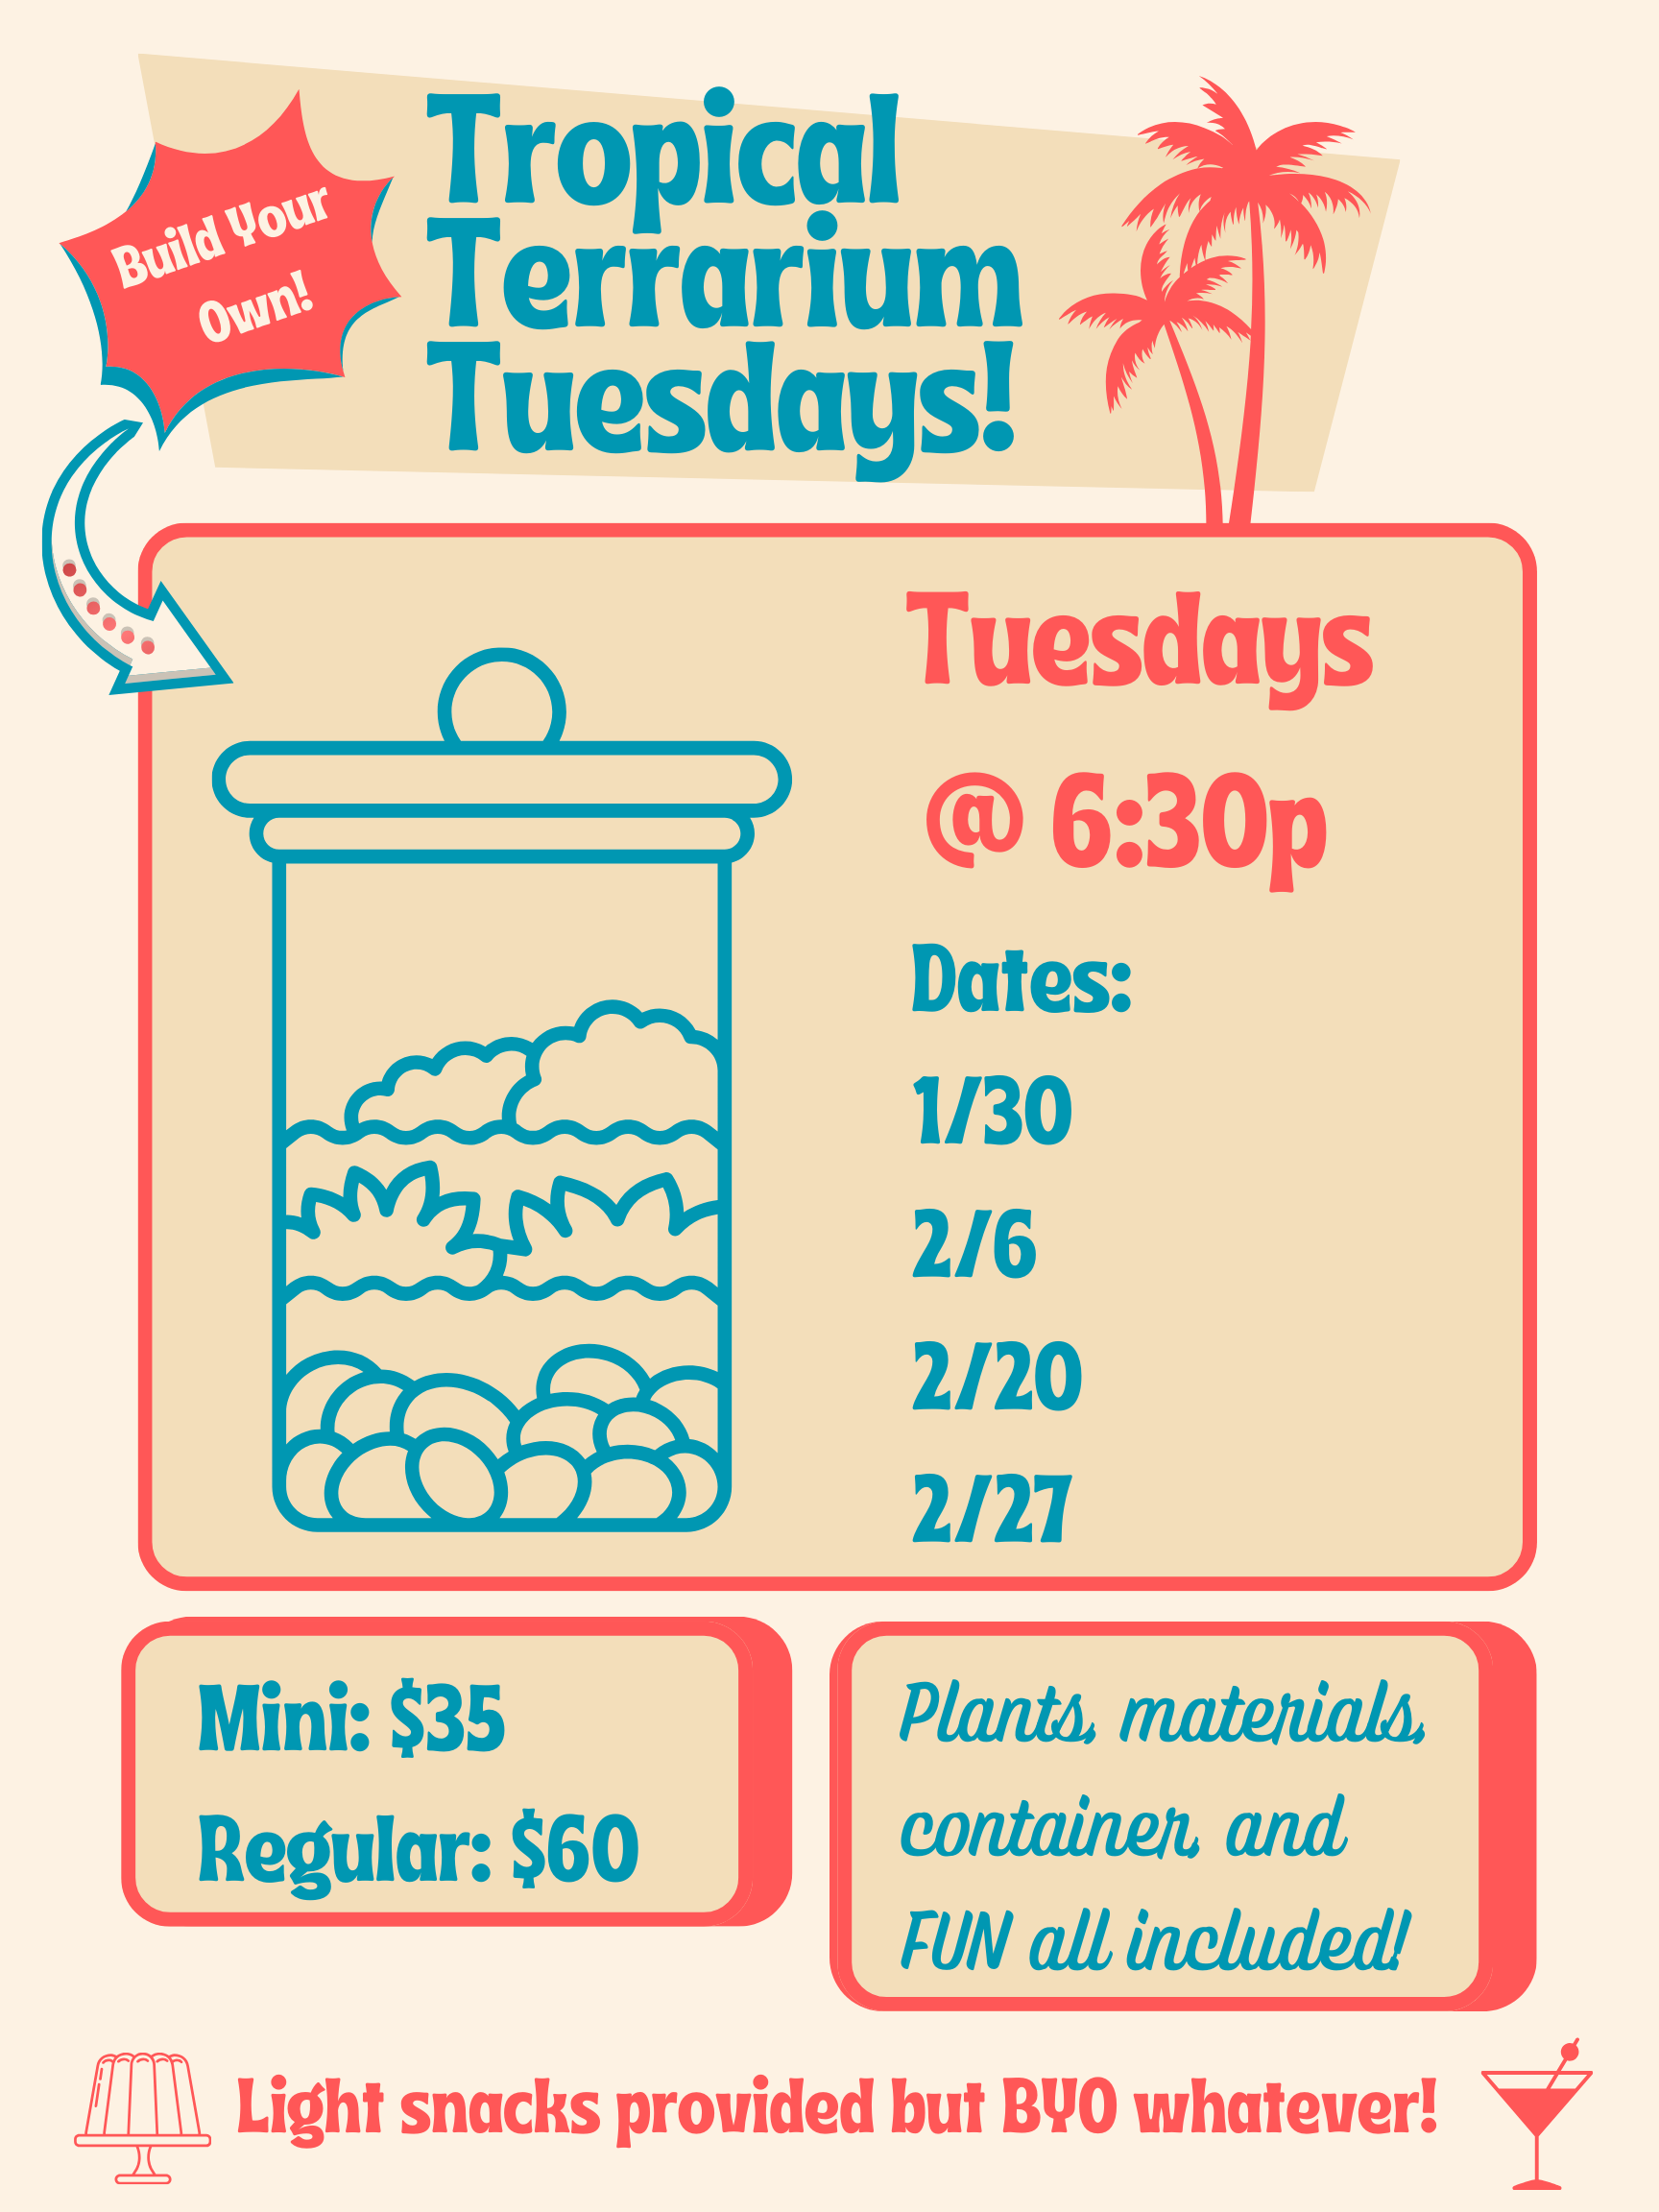 Build Your
Own!
Tropical
Terrarium
Tuesdays!
Tuesdays
@ 6:30p
Dates:
1/30
2/6
2/20
2/27
Mini: $35
Regular: $60
Plants, materials,
container, and
FUN all included!
Light snacks provided but BYO whatever!